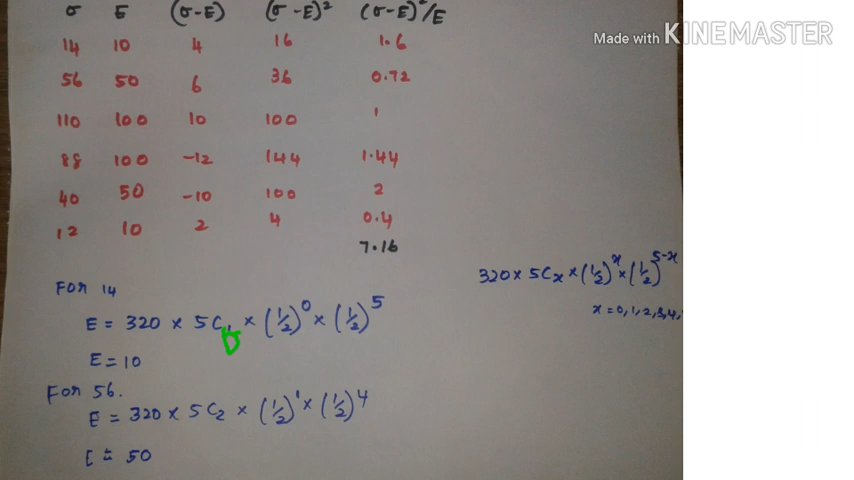 σ E (σ-E) (σ-E)² (σ-E)²/E
Made with KINEMASTER
14 10 4 16 1.6
56 50 6 36 0.72
110 100 10 100 1
88 100 -12 144 1.44
40 50 -10 100 2
12 10 2 4 0.4
7.16
320 × 5Cx × (1/2)^x × (1/2)^5-x
x = 0, 1, 2, 3, 4,
For 14
E = 320 × 5C0 × (1/2)^0 × (1/2)^5
E = 10
For 56.
E = 320 × 5C2 × (1/2)^1 × (1/2)^4
E = 50